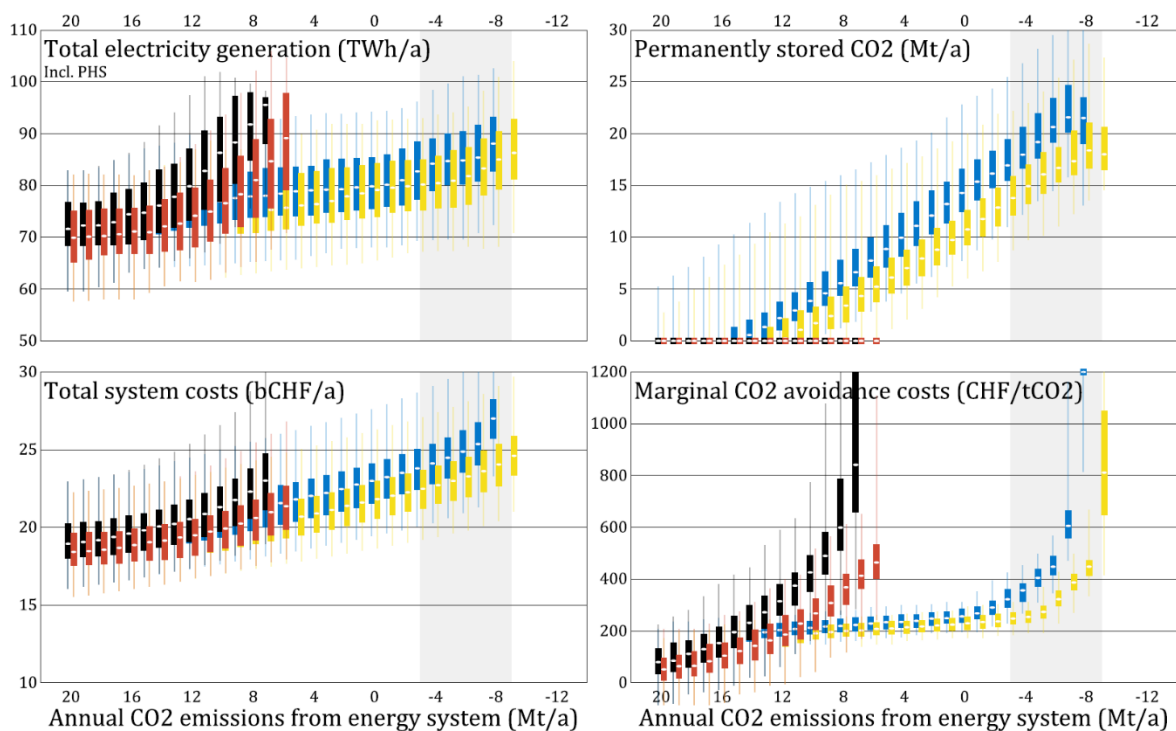 20 16 12 8 4 0 -4 -8 -12
20 16 12 8 4 0 -4 -8 -12
110
100
90
80
70
60
50
Total electricity generation (TWh/a)
Incl. PHS
30
25
20
15
10
5
0
Permanently stored CO2 (Mt/a)
30
25
20
15
10
Total system costs (bCHF/a)
1200
1000
800
600
400
200
0
Marginal CO2 avoidance costs (CHF/tCO2)
20 16 12 8 4 0 -4 -8 -12
Annual CO2 emissions from energy system (Mt/a)
20 16 12 8 4 0 -4 -8 -12
Annual CO2 emissions from energy system (Mt/a)